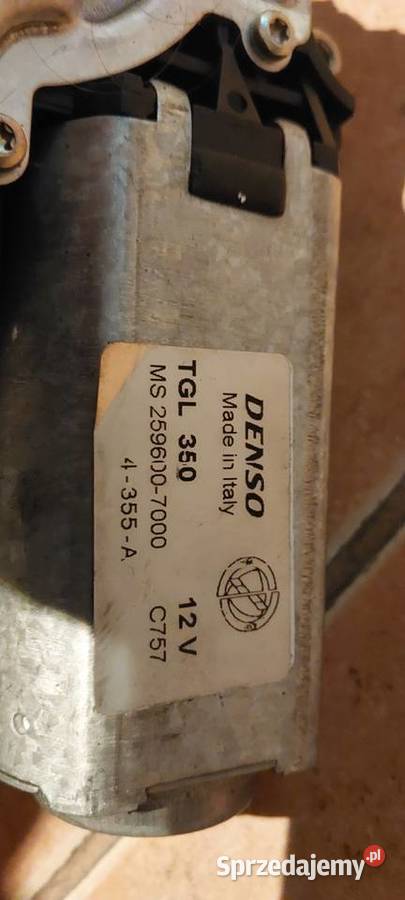 DENSO
Made in Italy
TGL 350 12 V
MS 259600-7000 C757
4-355-A
Sprzedajemy.pl